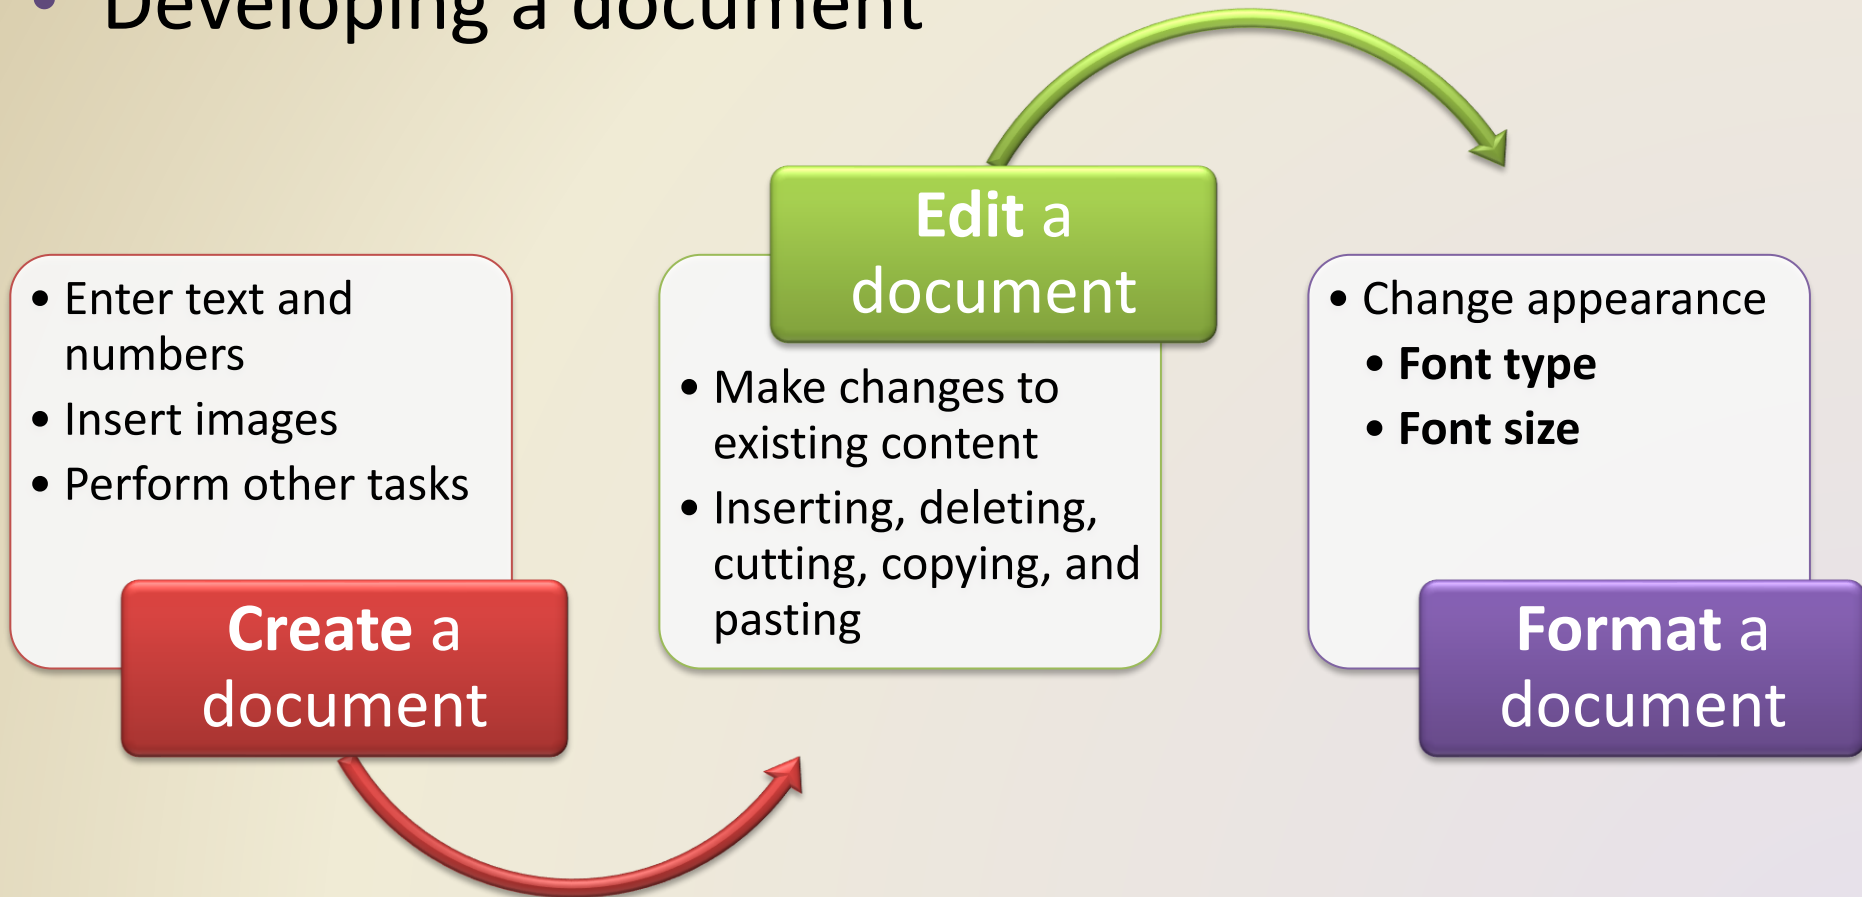 • Developing a document
• Enter text and
numbers
• Insert images
• Perform other tasks
Create a
document
Edit a
document
• Make changes to
existing content
• Inserting, deleting,
cutting, copying, and
pasting
• Change appearance
• Font type
• Font size
Format a
document